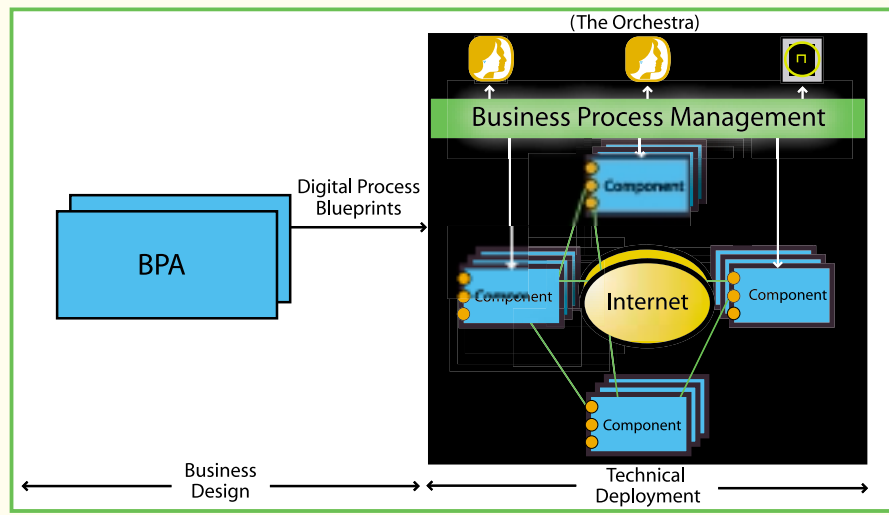 (The Orchestra)
Business Process Management
Digital Process
Blueprints
BPA
Component
Component
Internet
Component
Component
Business
Design
Technical
Deployment